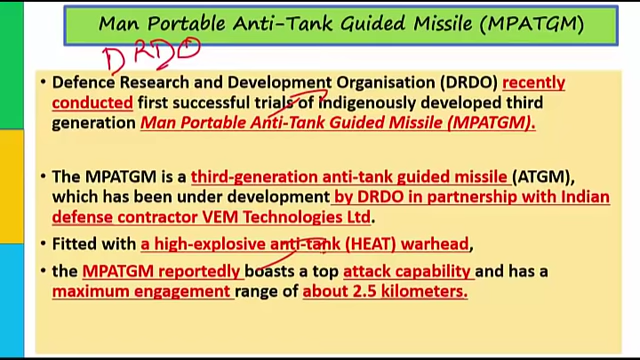 Man Portable Anti-Tank Guided Missile (MPATGM)
DRDO
• Defence Research and Development Organisation (DRDO) recently
conducted first successful trials of indigenously developed third
generation Man Portable Anti-Tank Guided Missile (MPATGM).
• The MPATGM is a third-generation anti-tank guided missile (ATGM),
which has been under development by DRDO in partnership with Indian
defense contractor VEM Technologies Ltd.
• Fitted with a high-explosive anti-tank (HEAT) warhead,
• the MPATGM reportedly boasts a top attack capability and has a
maximum engagement range of about 2.5 kilometers.